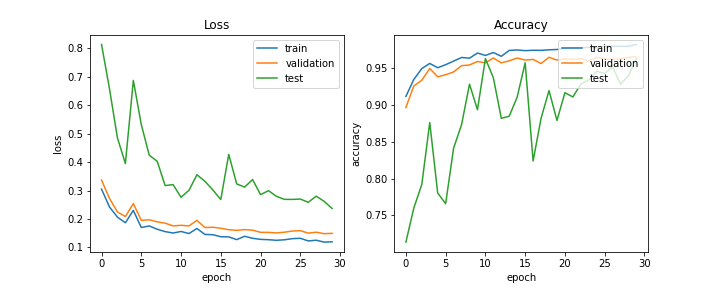 Loss
loss
0.8
0.7
0.6
0.5
0.4
0.3
0.2
0.1
train
validation
test
0 5 10 15 20 25 30
epoch
Accuracy
accuracy
0.95
0.90
0.85
0.80
0.75
train
validation
test
0 5 10 15 20 25 30
epoch